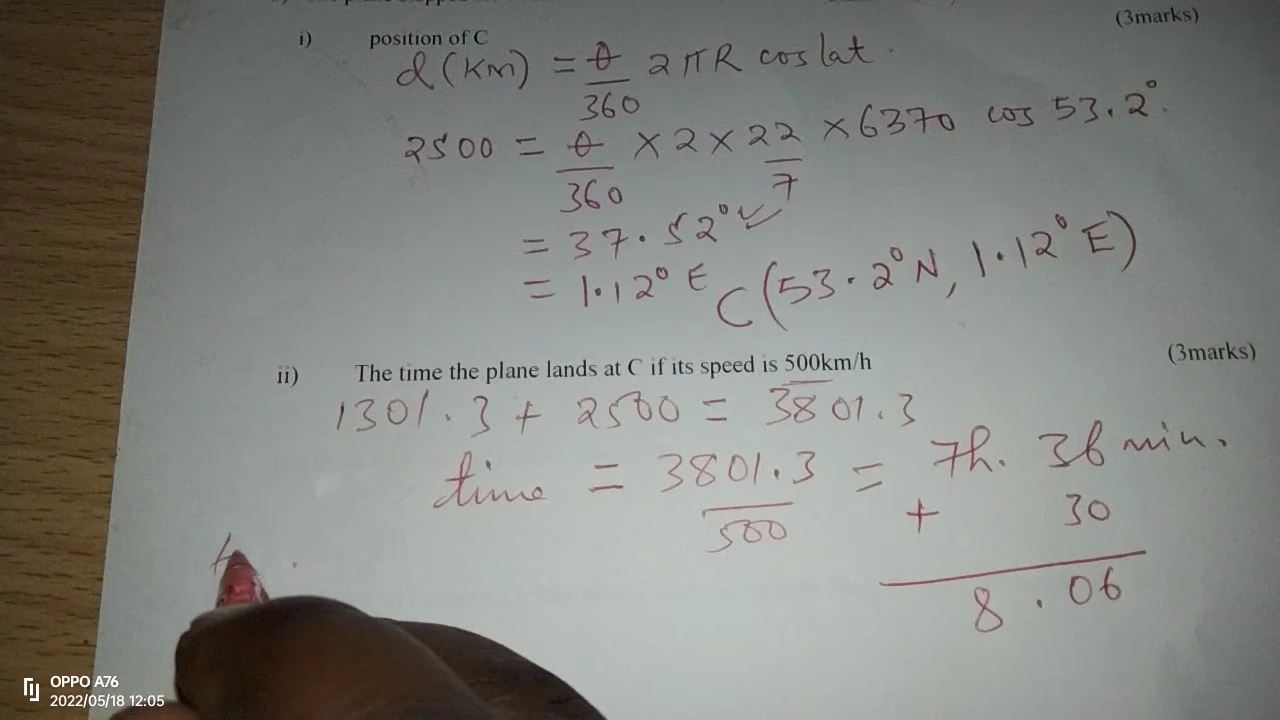 (3marks)
i) position of C
d (Km) = θ/360 2πR cos lat.
2500 = θ/360 × 2 × 22/7 × 6370 cos 53.2°.
= 37.52° ✓
= 1.12° E C (53.2° N, 1.12° E)
ii) The time the plane lands at C if its speed is 500km/h (3marks)
1301.3 + 2500 = 3801.3
time = 3801.3/500 = 7h. 36 min.
+ 30
8.06
OPPO A76
2022/05/18 12:05